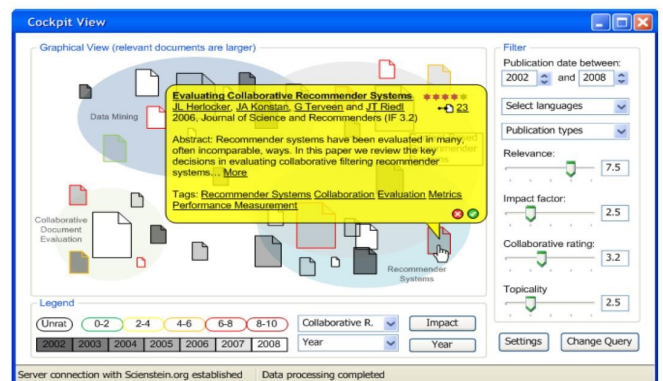 Cockpit View
Graphical View (relevant documents are larger)
Data Mining
Evaluating Collaborative Recommender Systems
JL Herlocker, JA Konstan, G Terveen and JT Riedl
23
2006, Journal of Science and Recommenders (IF 3.2)
Abstract: Recommender systems have been evaluated in many,
often incomparable, ways. In this paper we review the key
decisions in evaluating collaborative filtering recommender
systems... More
Tags: Recommender Systems Collaboration Evaluation Metrics
Performance Measurement
Collaborative
Document
Evaluation
Recommender
Systems
Legend
Unrat 0-2 2-4 4-6 6-8 8-10 Collaborative R. Impact
2002 2003 2004 2005 2006 2007 2008 Year Year
Filter
Publication date between:
2002 and 2008
Select languages
Publication types
Relevance:
7.5
Impact factor:
2.5
Collaborative rating:
3.2
Topicality
2.5
Settings Change Query
Server connection with Scienstein.org established Data processing completed